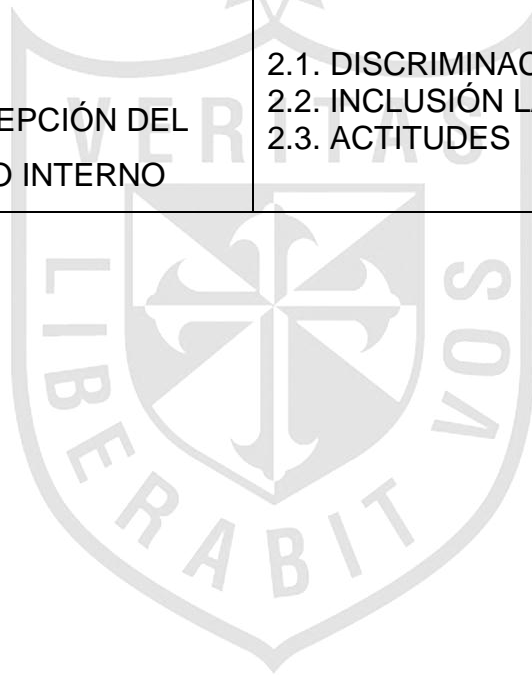 2.1. DISCRIMINAC
2.2. INCLUSIÓN L
2.3. ACTITUDES
EPCIÓN DEL
O INTERNO
VERITAS
LIBERABIT VOS